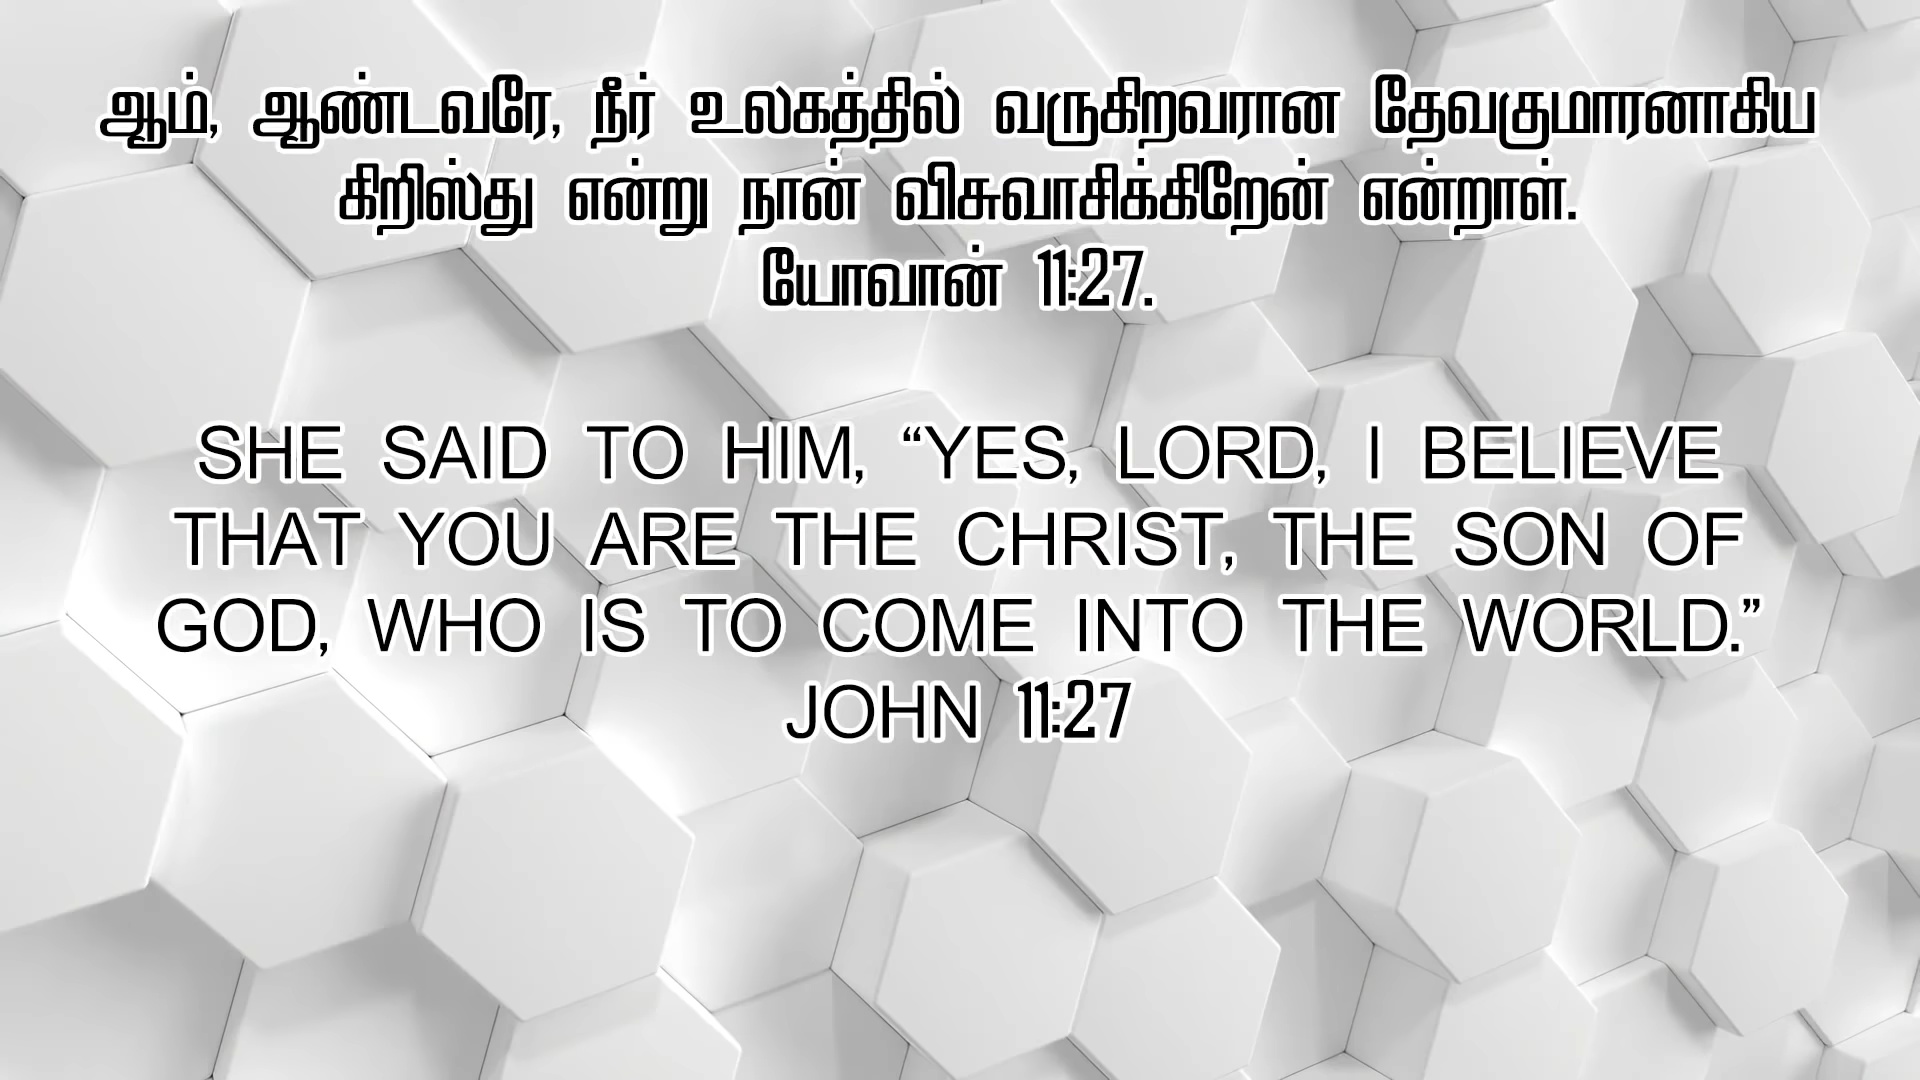 ஆம், ஆண்டவரே, நீர் உலகத்தில் வருகிறவரான தேவகுமாரனாகிய
கிறிஸ்து என்று நான் விசுவாசிக்கிறேன் என்றாள்.
யோவான் 11:27.
SHE SAID TO HIM, “YES, LORD, I BELIEVE
THAT YOU ARE THE CHRIST, THE SON OF
GOD, WHO IS TO COME INTO THE WORLD.”
JOHN 11:27